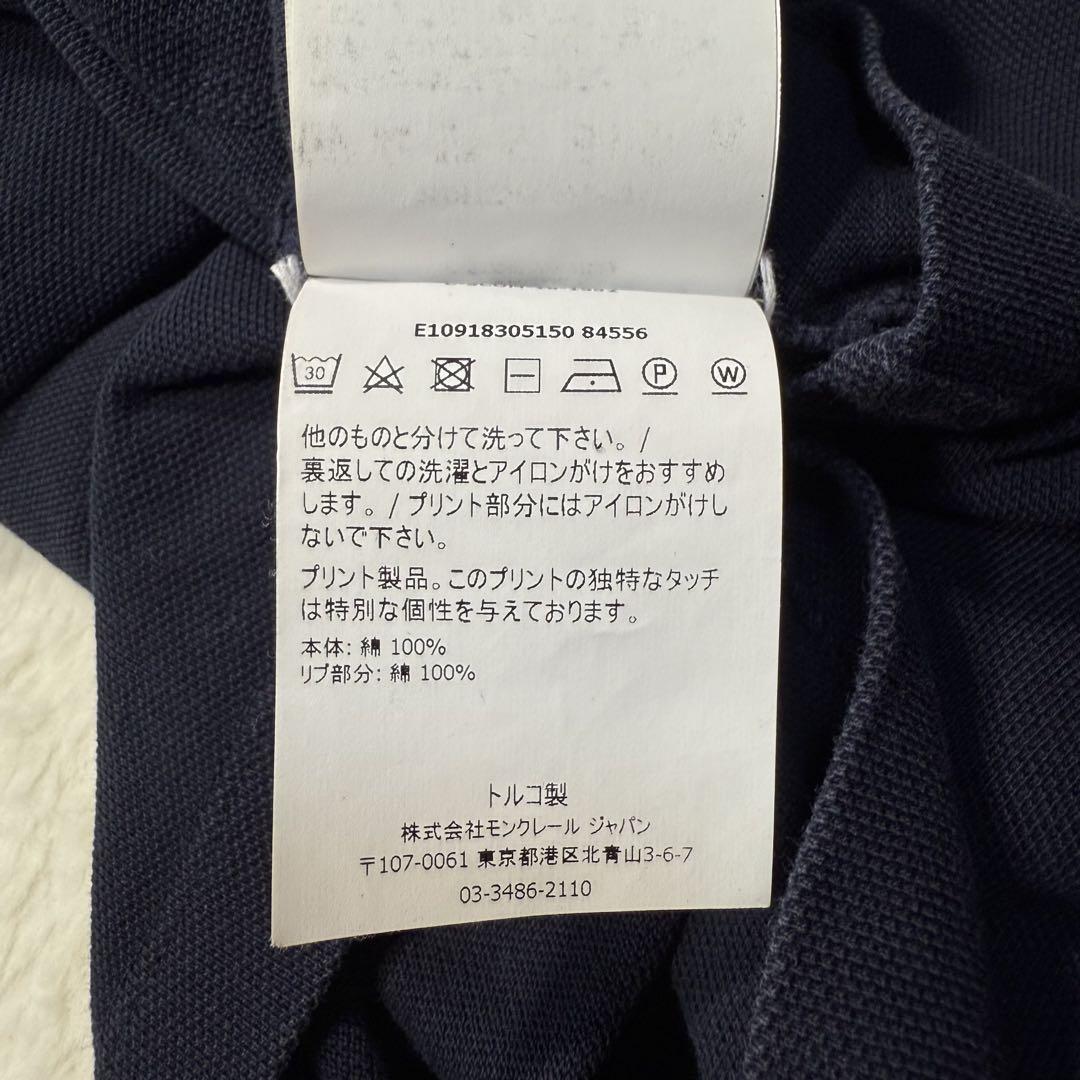 E10918305150 84556
30 P W
他のものと分けて洗って下さい。/
裏返しての洗濯とアイロンがけをおすすめ
します。/ プリント部分にはアイロンがけし
ないで下さい。
プリント製品。このプリントの独特なタッチ
は特別な個性を与えております。
本体: 綿 100%
リブ部分: 綿 100%
トルコ製
株式会社モンクレール ジャパン
〒107-0061 東京都港区北青山3-6-7
03-3486-2110